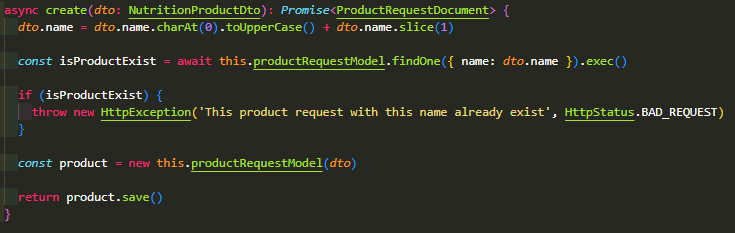 async create(dto: NutritionProductDto): Promise<ProductRequestDocument> {
dto.name = dto.name.charAt(0).toUpperCase() + dto.name.slice(1)
const isProductExist = await this.productRequestModel.findOne({ name: dto.name }).exec()
if (isProductExist) {
throw new HttpException('This product request with this name already exist', HttpStatus.BAD_REQUEST)
}
const product = new this.productRequestModel(dto)
return product.save()
}